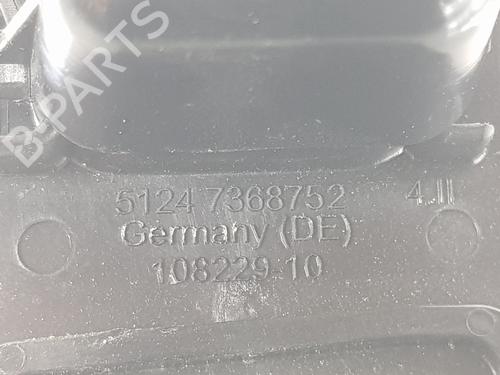 B-PARTS
5124 7368752 4.II
Germany (DE)
108229-10